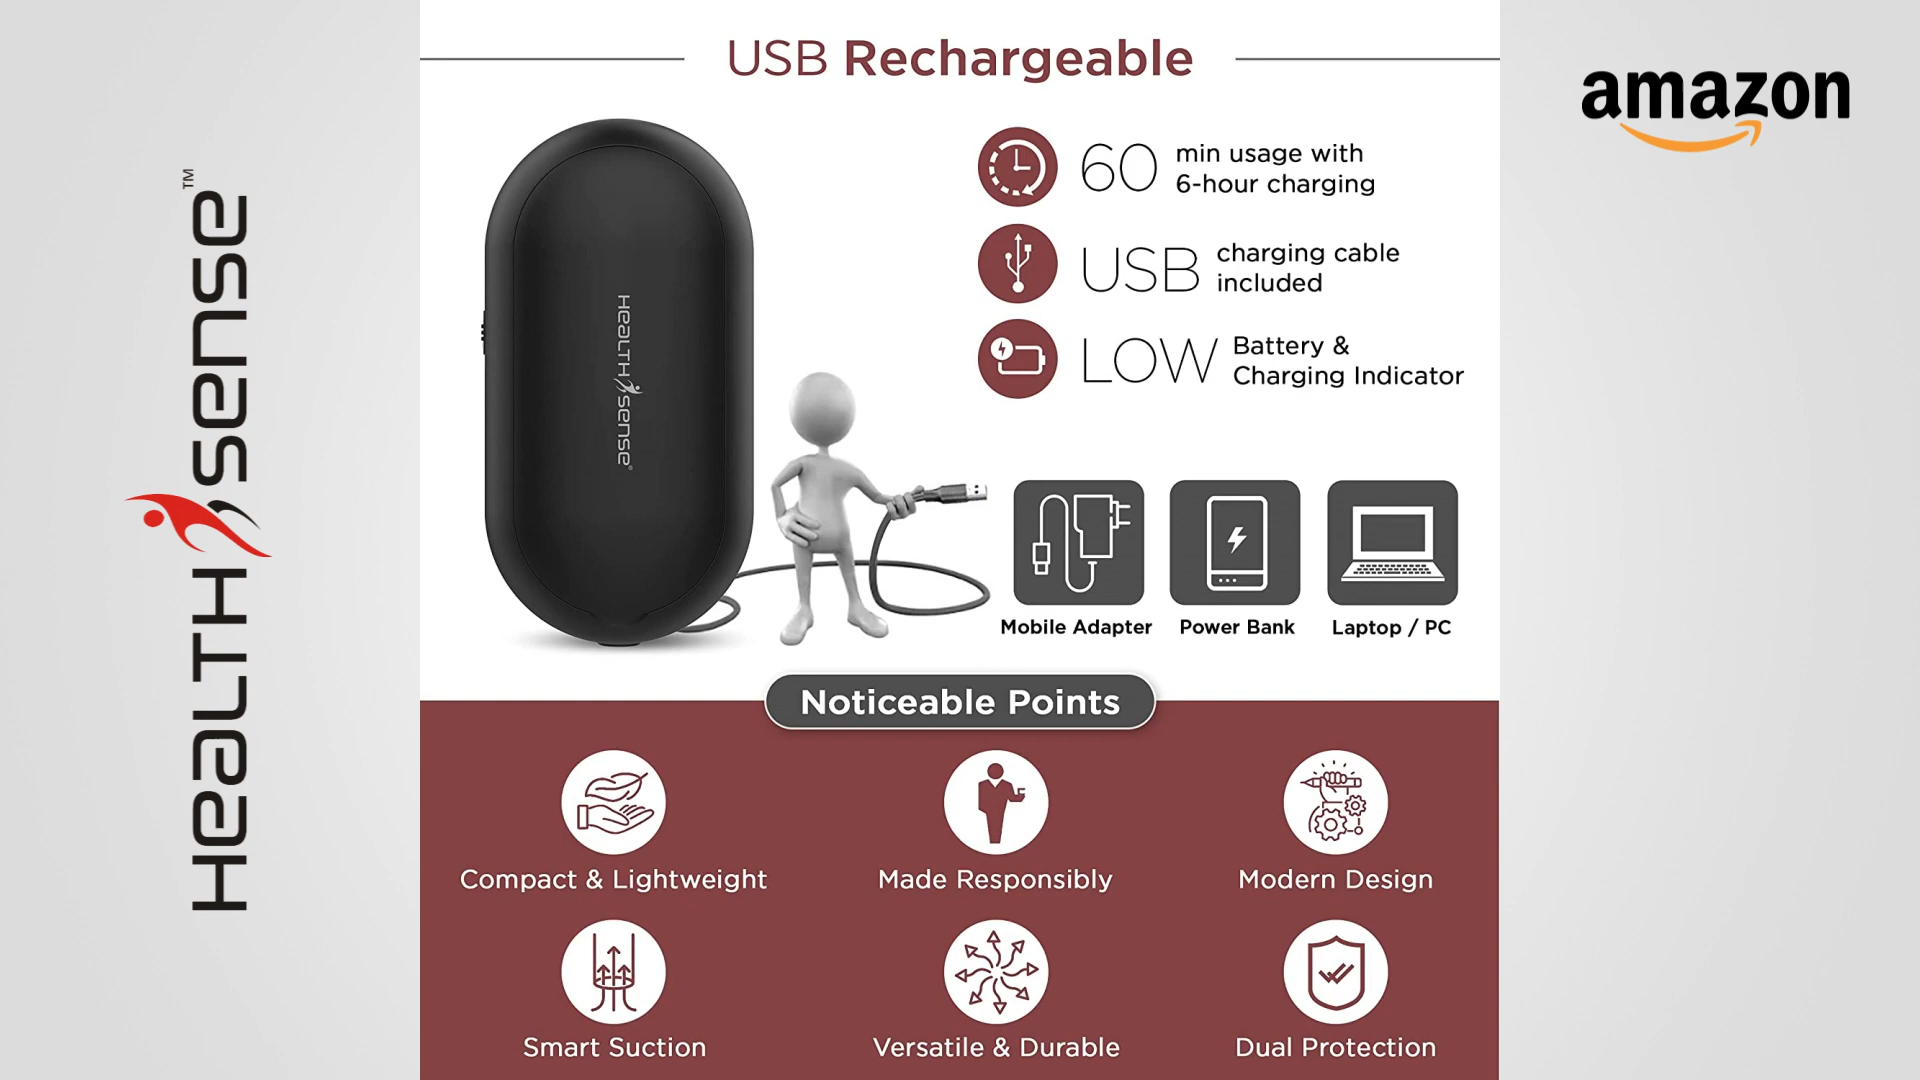 HEALTH SENSE™
USB Rechargeable
60 min usage with
6-hour charging
USB charging cable
included
LOW Battery &
Charging Indicator
HEALTH SENSE®
Mobile Adapter
Power Bank
Laptop / PC
Noticeable Points
Compact & Lightweight
Made Responsibly
Modern Design
Smart Suction
Versatile & Durable
Dual Protection
amazon